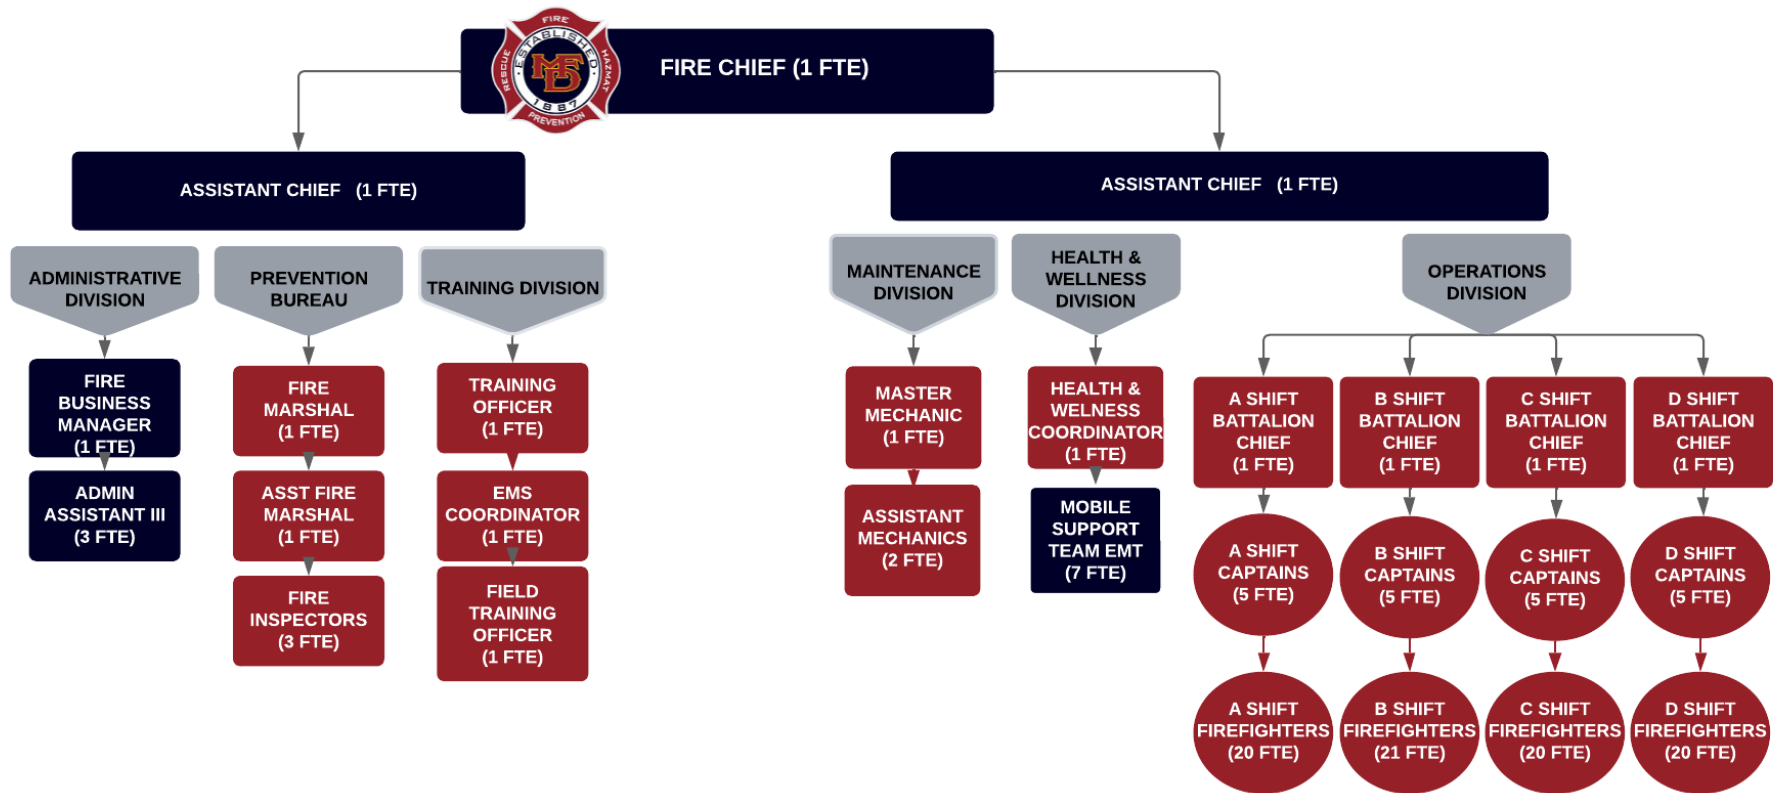 FIRE
RESCUE
HAZMAT
PREVENTION
ESTABLISHED
1887
MFD
FIRE CHIEF (1 FTE)
ASSISTANT CHIEF (1 FTE)
ASSISTANT CHIEF (1 FTE)
ADMINISTRATIVE
DIVISION
PREVENTION
BUREAU
TRAINING DIVISION
MAINTENANCE
DIVISION
HEALTH &
WELLNESS
DIVISION
OPERATIONS
DIVISION
FIRE
BUSINESS
MANAGER
(1 FTE)
ADMIN
ASSISTANT III
(3 FTE)
FIRE
MARSHAL
(1 FTE)
ASST FIRE
MARSHAL
(1 FTE)
FIRE
INSPECTORS
(3 FTE)
TRAINING
OFFICER
(1 FTE)
EMS
COORDINATOR
(1 FTE)
FIELD
TRAINING
OFFICER
(1 FTE)
MASTER
MECHANIC
(1 FTE)
ASSISTANT
MECHANICS
(2 FTE)
HEALTH &
WELNESS
COORDINATOR
(1 FTE)
MOBILE
SUPPORT
TEAM EMT
(7 FTE)
A SHIFT
BATTALION
CHIEF
(1 FTE)
A SHIFT
CAPTAINS
(5 FTE)
A SHIFT
FIREFIGHTERS
(20 FTE)
B SHIFT
BATTALION
CHIEF
(1 FTE)
B SHIFT
CAPTAINS
(5 FTE)
B SHIFT
FIREFIGHTERS
(21 FTE)
C SHIFT
BATTALION
CHIEF
(1 FTE)
C SHIFT
CAPTAINS
(5 FTE)
C SHIFT
FIREFIGHTERS
(20 FTE)
D SHIFT
BATTALION
CHIEF
(1 FTE)
D SHIFT
CAPTAINS
(5 FTE)
D SHIFT
FIREFIGHTERS
(20 FTE)